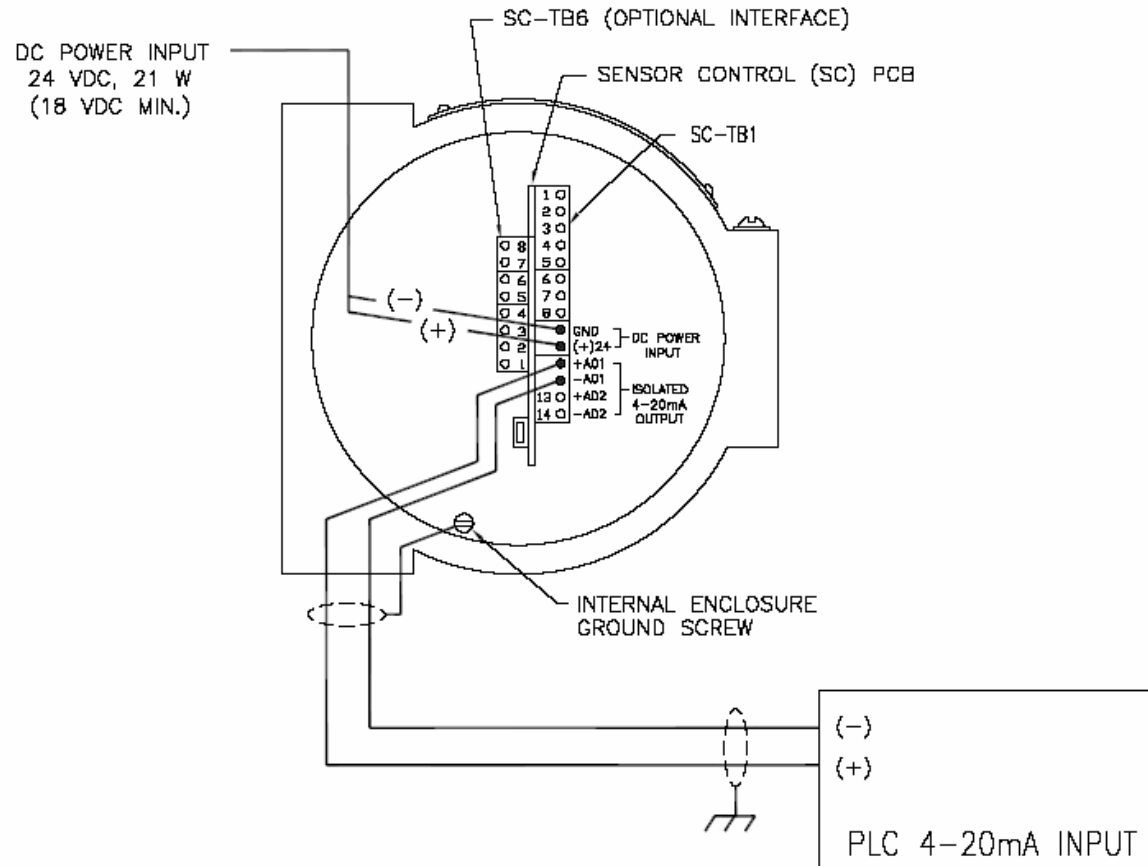 SC-TB6 (OPTIONAL INTERFACE)
DC POWER INPUT
24 VDC, 21 W
(18 VDC MIN.)
SENSOR CONTROL (SC) PCB
SC-TB1
1
2
3
4
5
6
7
8
8
7
6
5
4
3
2
1
(-)
(+)
GND
(+)24
DC POWER
INPUT
+AO1
-AO1
13 +AO2
14 -AO2
ISOLATED
4-20mA
OUTPUT
INTERNAL ENCLOSURE
GROUND SCREW
(-)
(+)
PLC 4-20mA INPUT